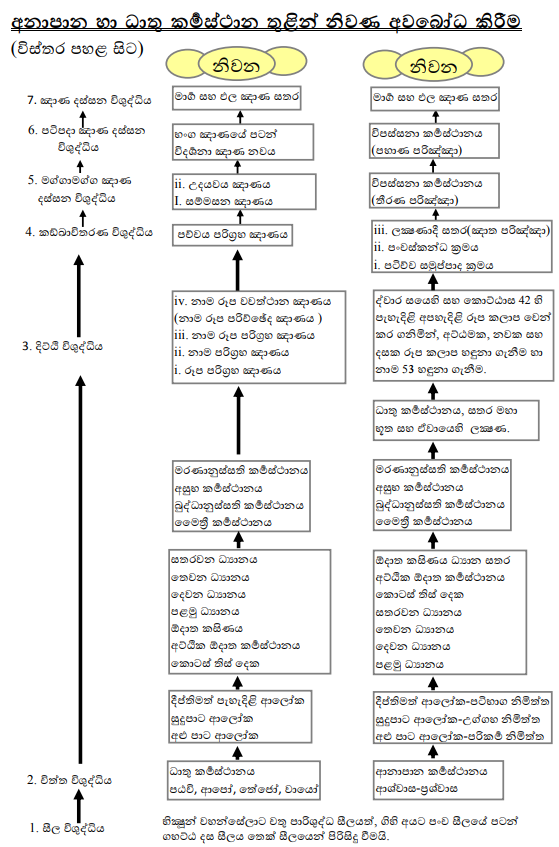 අනාපාන හා ධාතු කර්මස්ථාන තුළින් නිවණ අවබෝධ කිරීම
(විස්තර පහළ සිට)
නිවන
නිවන
7. ඤාණ දස්සන විශුද්ධිය
6. පටිපදා ඤාණ දස්සන
විශුද්ධිය
5. මග්ගාමග්ග ඤාණ
දස්සන විශුද්ධිය
4. කඩ්ඛාවිතරණ විශුද්ධිය
3. දිට්ඨි විශුද්ධිය
2. චිත්ත විශුද්ධිය
1. සීල විශුද්ධිය
මාර්ග සහ ඵල ඤාණ සතර
භංග ඤාණයේ පටන්
විදර්ශනා ඤාණ නවය
ii. උදයවය ඤාණය
I. සම්මසන ඤාණය
පච්චය පරිග්‍රහ ඤාණය
iv. නාම රූප වවත්ථාන ඤාණය
(නාම රූප පරිච්ඡේද ඤාණය )
iii. නාම රූප පරිග්‍රහ ඤාණය
ii. නාම පරිග්‍රහ ඤාණය
i. රූප පරිග්‍රහ ඤාණය
මරණානුස්සති කර්මස්ථානය
අසුභ කර්මස්ථානය
බුද්ධානුස්සති කර්මස්ථානය
මෛත්‍රී කර්මස්ථානය
සතරවන ධ්‍යානය
තෙවන ධ්‍යානය
දෙවන ධ්‍යානය
පළමු ධ්‍යානය
ඕදාත කසිණය
අට්ඨික ඕදාත කර්මස්ථානය
කොටස් තිස් දෙක
දීප්තිමත් පැහැදිළි ආලෝක
සුදුපාට ආලෝක
අළු පාට ආලෝක
ධාතු කර්මස්ථානය
පඨවි, ආපෝ, තේජෝ, වායෝ
මාර්ග සහ ඵල ඤාණ සතර
විපස්සනා කර්මස්ථානය
(පහාණ පරිඤ්ඤා)
විපස්සනා කර්මස්ථානය
(තීරණ පරිඤ්ඤා)
iii. ලක්ෂණාදී සතර(ඤාත පරිඤ්ඤා)
ii. පංචස්කන්ධ ක්‍රමය
i. පටිච්ච සමුප්පාද ක්‍රමය
ද්වාර සයෙහි සහ කොට්ඨාස 42 හි
පැහැදිළි අපහැදිළි රූප කලාප වෙන්
කර ගනිමින්, අට්ඨමක, නවක සහ
දසක රූප කලාප හඳුනා ගැනීම හා
නාම 53 හඳුනා ගැනීම.
ධාතු කර්මස්ථානය, සතර මහා
භූත සහ ඒවායෙහි ලක්ෂණ.
මරණානුස්සති කර්මස්ථානය
අසුභ කර්මස්ථානය
බුද්ධානුස්සති කර්මස්ථානය
මෛත්‍රී කර්මස්ථානය
ඕදාත කසිණය ධ්‍යාන සතර
අට්ඨික ඕදාත කර්මස්ථානය
කොටස් තිස් දෙක
සතරවන ධ්‍යානය
තෙවන ධ්‍යානය
දෙවන ධ්‍යානය
පළමු ධ්‍යානය
දීප්තිමත් ආලෝක-පටිභාග නිමිත්ත
සුදුපාට ආලෝක-උග්ගහ නිමිත්ත
අළු පාට ආලෝක-පරිකර්ම නිමිත්ත
ආනාපාන කර්මස්ථානය
ආශ්වාස-ප්‍රශ්වාස
භික්ෂූන් වහන්සේලාට චතු පාරිශුද්ධ සීලයත්, ගිහි අයට පංච සීලයේ පටන්
ගහට්ඨ දස සීලය තෙක් සීලයෙන් පිරිසිදු වීමයි.